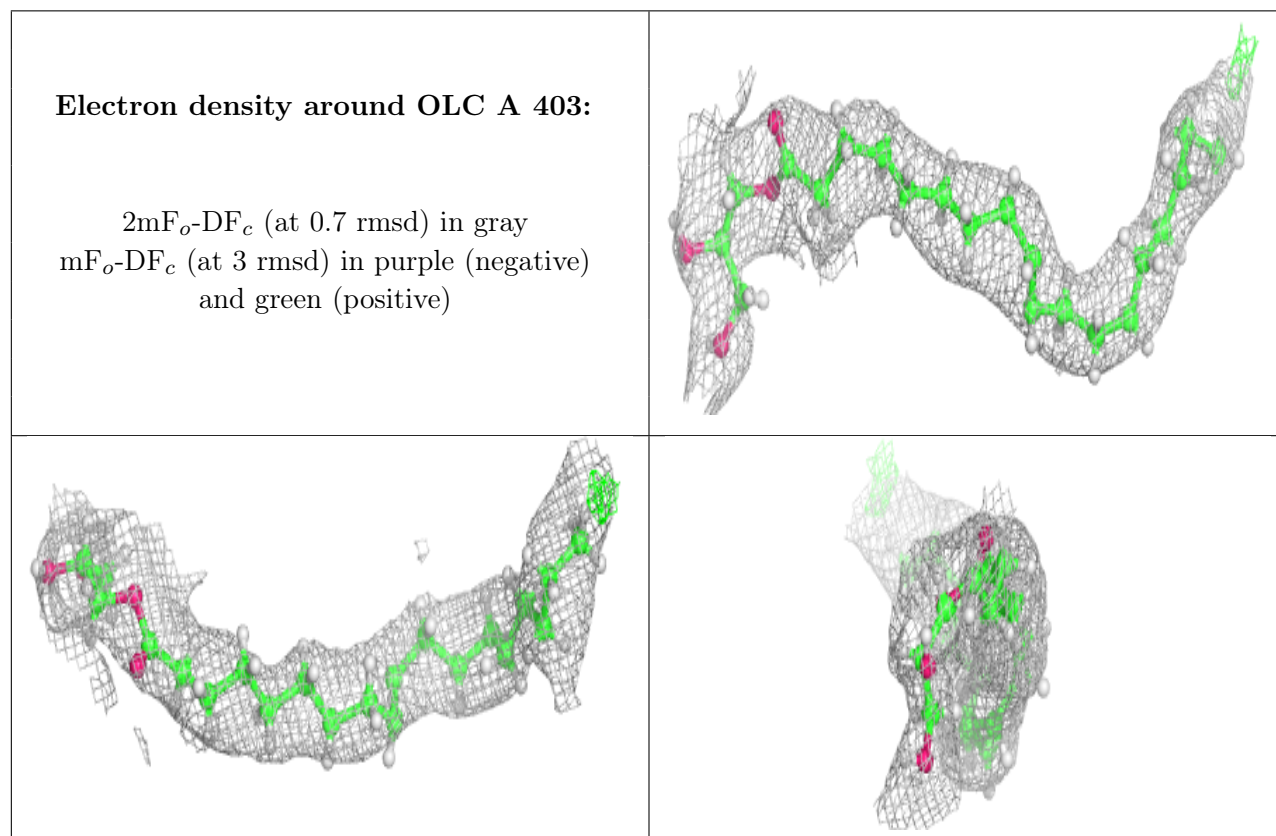 Electron density around OLC A 403:
2mFo-DFc (at 0.7 rmsd) in gray
mFo-DFc (at 3 rmsd) in purple (negative)
and green (positive)